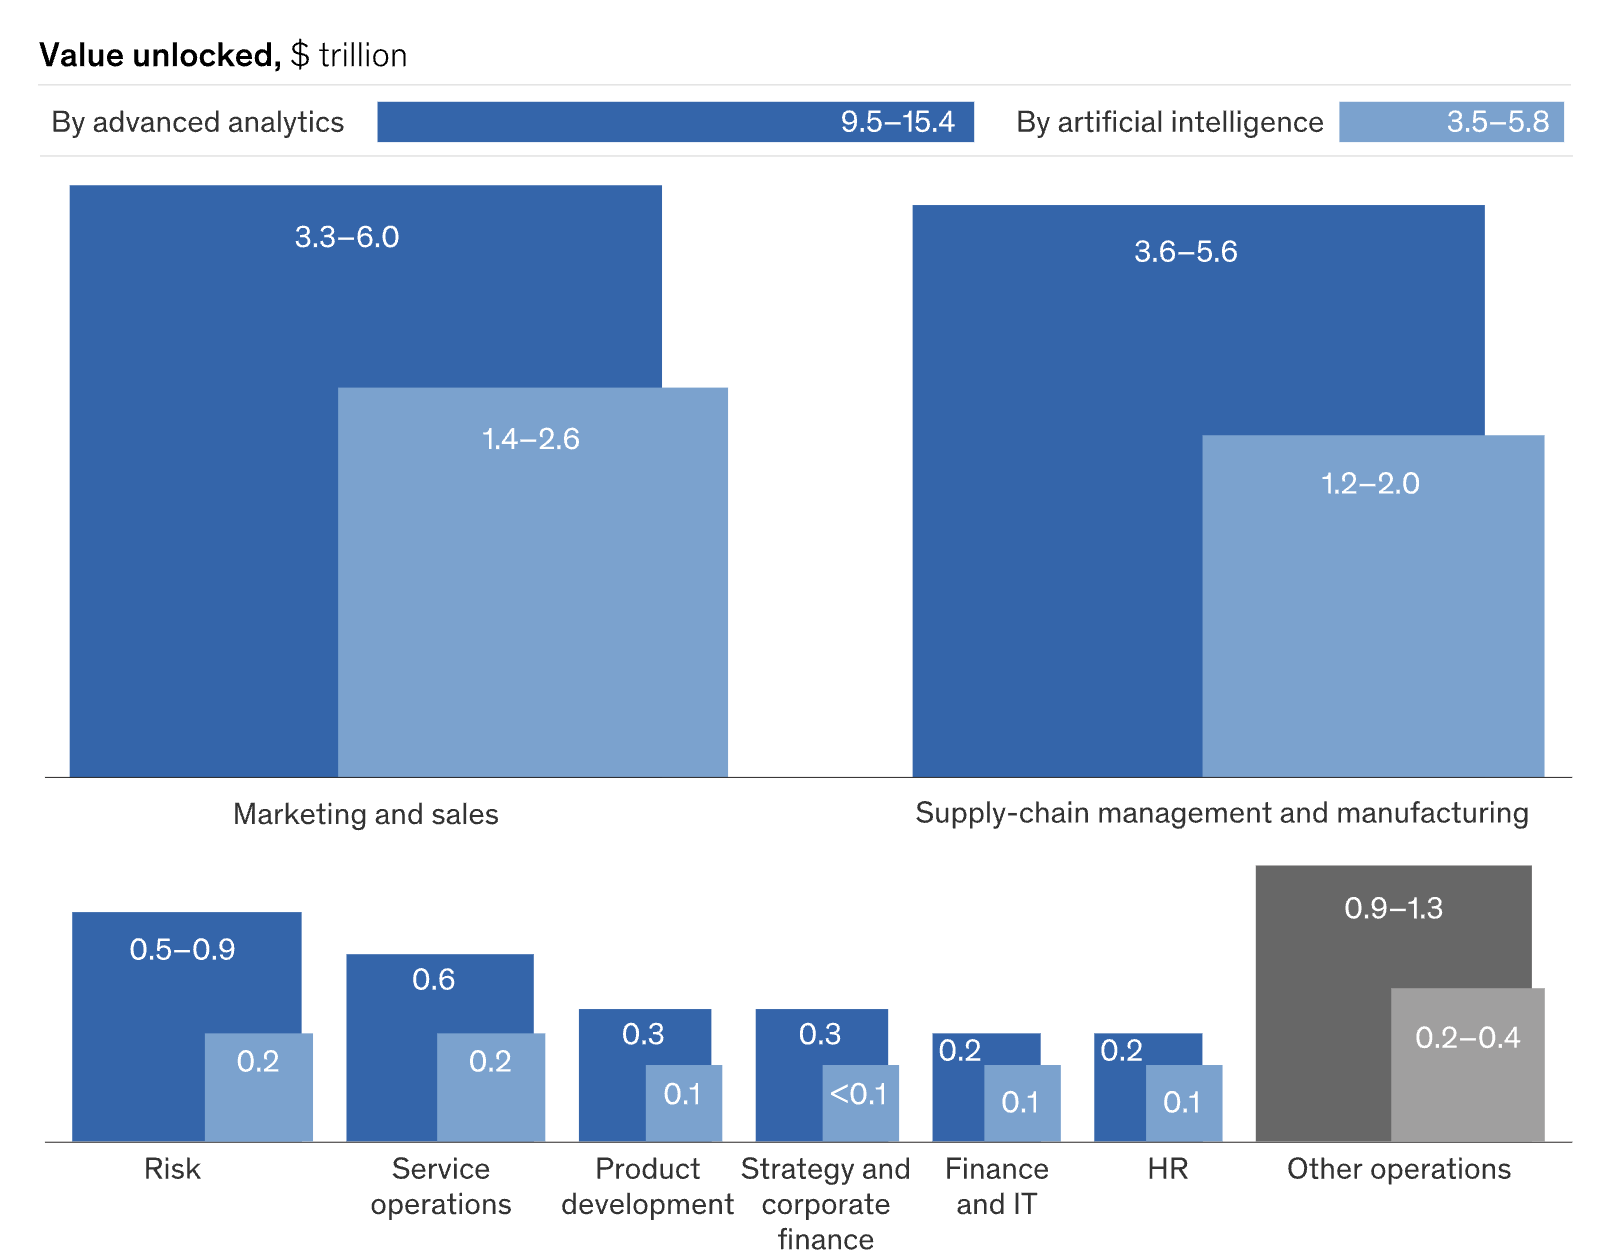 Value unlocked, $ trillion
By advanced analytics 9.5–15.4 By artificial intelligence 3.5–5.8
3.3–6.0
1.4–2.6
Marketing and sales
3.6–5.6
1.2–2.0
Supply-chain management and manufacturing
0.5–0.9
0.2
Risk
0.6
0.2
Service
operations
0.3
0.1
Product
development
0.3
<0.1
Strategy and
corporate
finance
0.2
0.1
Finance
and IT
0.2
0.1
HR
0.9–1.3
0.2–0.4
Other operations